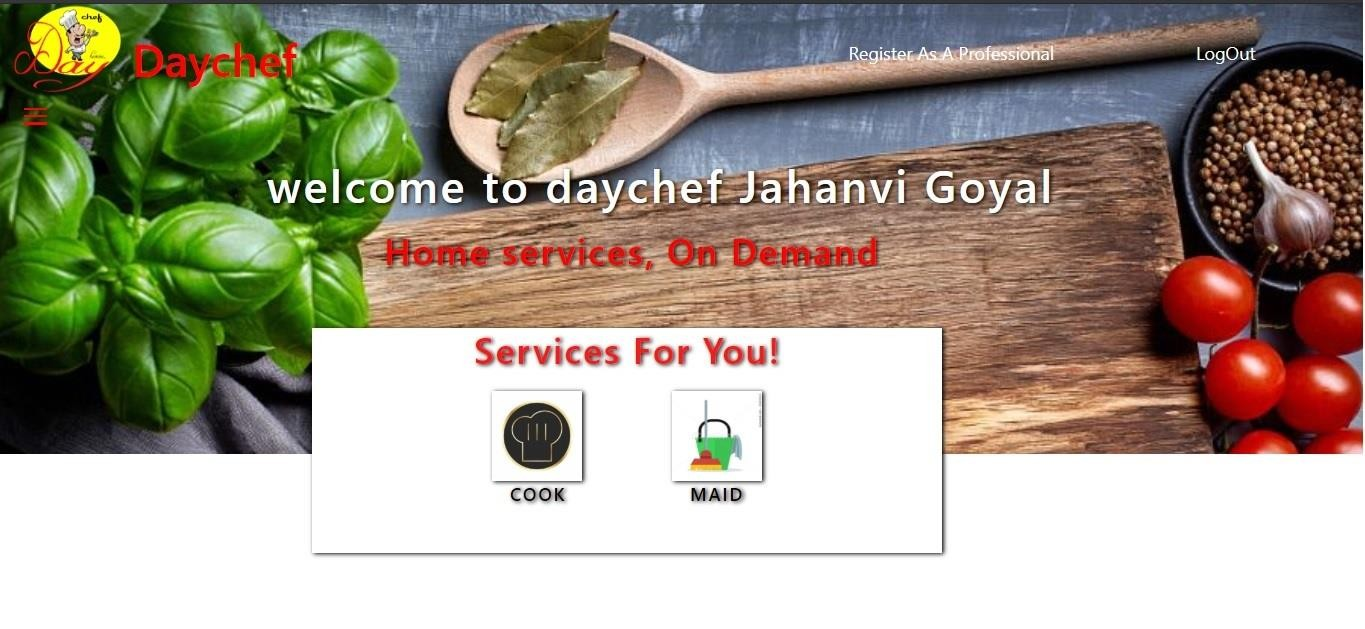 chef
Day
Daychef
Register As A Professional
LogOut
welcome to daychef Jahanvi Goyal
Home services, On Demand
Services For You!
COOK
MAID